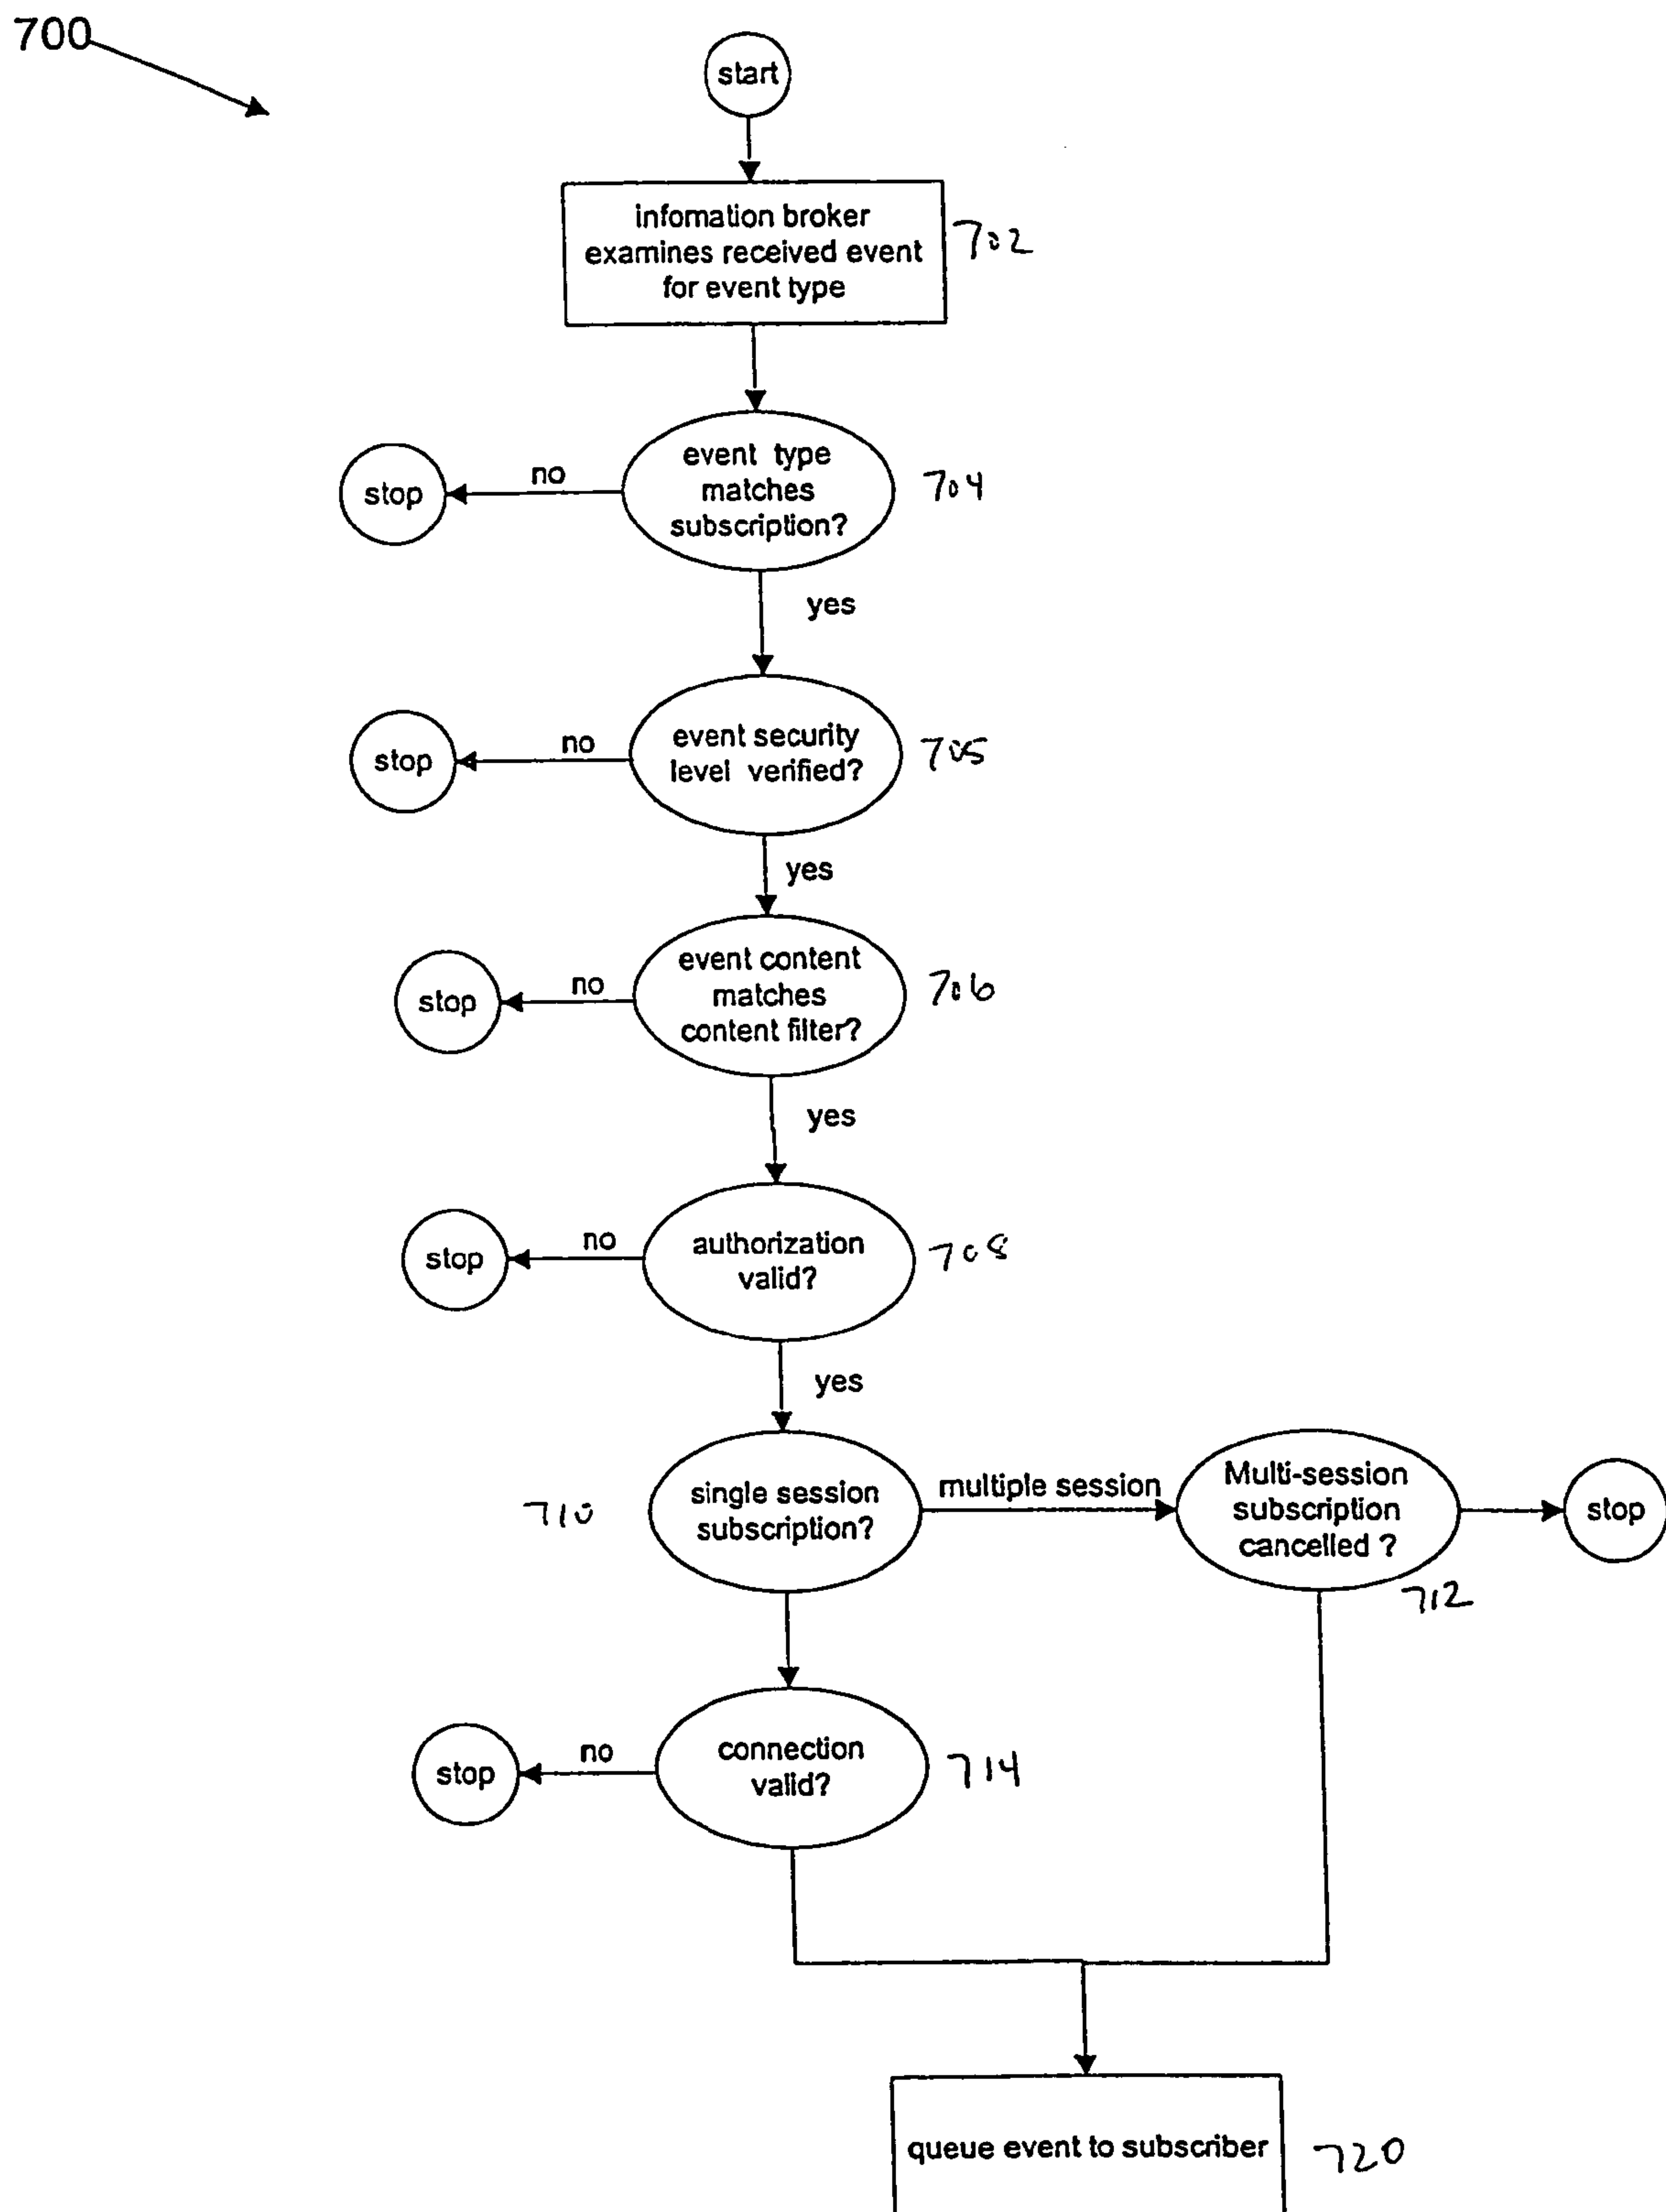 700
start
infomation broker
examines received event
for event type
702
event type
matches
subscription?
704
no
stop
yes
event security
level verified?
705
no
stop
yes
event content
matches
content filter?
706
no
stop
yes
authorization
valid?
708
no
stop
yes
single session
subscription?
710
multiple session
Multi-session
subscription
cancelled ?
712
stop
connection
valid?
714
no
stop
queue event to subscriber
720